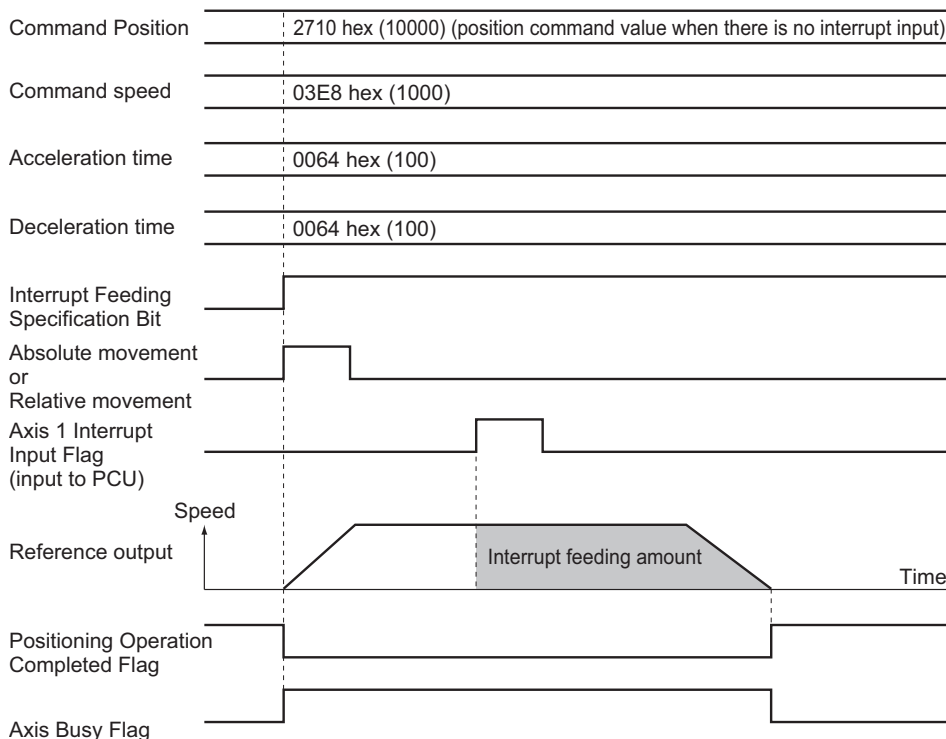 Command Position
2710 hex (10000) (position command value when there is no interrupt input)
Command speed
03E8 hex (1000)
Acceleration time
0064 hex (100)
Deceleration time
0064 hex (100)
Interrupt Feeding
Specification Bit
Absolute movement
or
Relative movement
Axis 1 Interrupt
Input Flag
(input to PCU)
Speed
Reference output
Interrupt feeding amount
Time
Positioning Operation
Completed Flag
Axis Busy Flag